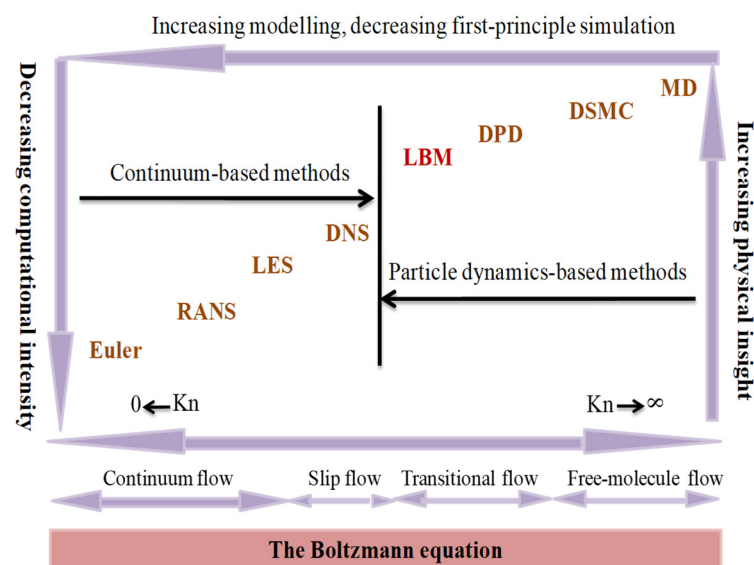 Increasing modelling, decreasing first-principle simulation
Decreasing computational intensity
Increasing physical insight
MD
DSMC
DPD
LBM
Continuum-based methods
DNS
LES
Particle dynamics-based methods
RANS
Euler
0 Kn
Kn ∞
Continuum flow
Slip flow
Transitional flow
Free-molecule flow
The Boltzmann equation